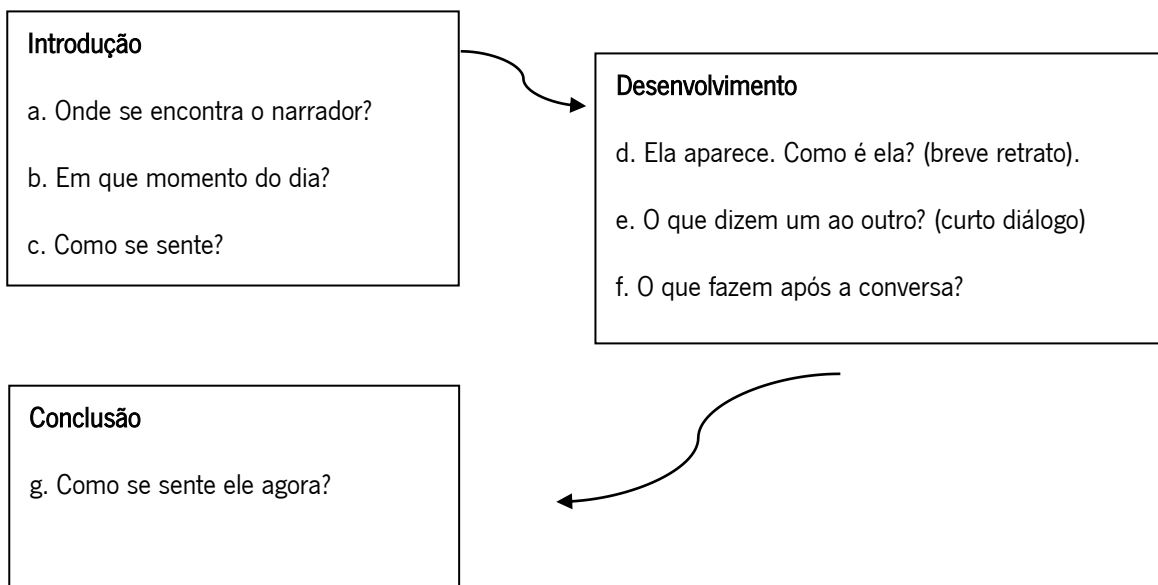 Introdução
a. Onde se encontra o narrador?
b. Em que momento do dia?
c. Como se sente?
Desenvolvimento
d. Ela aparece. Como é ela? (breve retrato).
e. O que dizem um ao outro? (curto diálogo)
f. O que fazem após a conversa?
Conclusão
g. Como se sente ele agora?